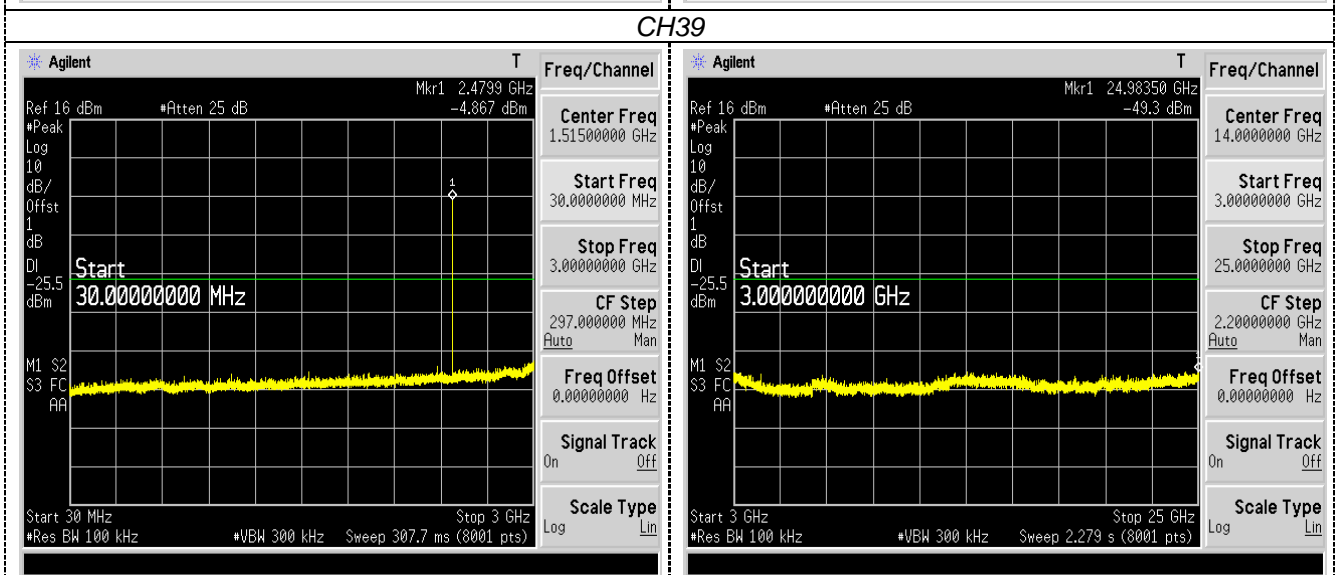 CH39
Agilent T
Mkr1 2.4799 GHz
Ref 16 dBm #Atten 25 dB -4.867 dBm
#Peak
Log
10
dB/
Offst
1
dB
DI
-25.5
dBm
M1 S2
S3 FC
AA
1
Start
30.00000000 MHz
Start 30 MHz Stop 3 GHz
#Res BW 100 kHz #VBW 300 kHz Sweep 307.7 ms (8001 pts)
Freq/Channel
Center Freq
1.51500000 GHz
Start Freq
30.0000000 MHz
Stop Freq
3.00000000 GHz
CF Step
297.000000 MHz
Auto Man
Freq Offset
0.00000000 Hz
Signal Track
On Off
Scale Type
Log Lin
Agilent T
Mkr1 24.98350 GHz
Ref 16 dBm #Atten 25 dB -49.3 dBm
#Peak
Log
10
dB/
Offst
1
dB
DI
-25.5
dBm
M1 S2
S3 FC
AA
Start
3.000000000 GHz
Start 3 GHz Stop 25 GHz
#Res BW 100 kHz #VBW 300 kHz Sweep 2.279 s (8001 pts)
Freq/Channel
Center Freq
14.0000000 GHz
Start Freq
3.00000000 GHz
Stop Freq
25.0000000 GHz
CF Step
2.20000000 GHz
Auto Man
Freq Offset
0.00000000 Hz
Signal Track
On Off
Scale Type
Log Lin